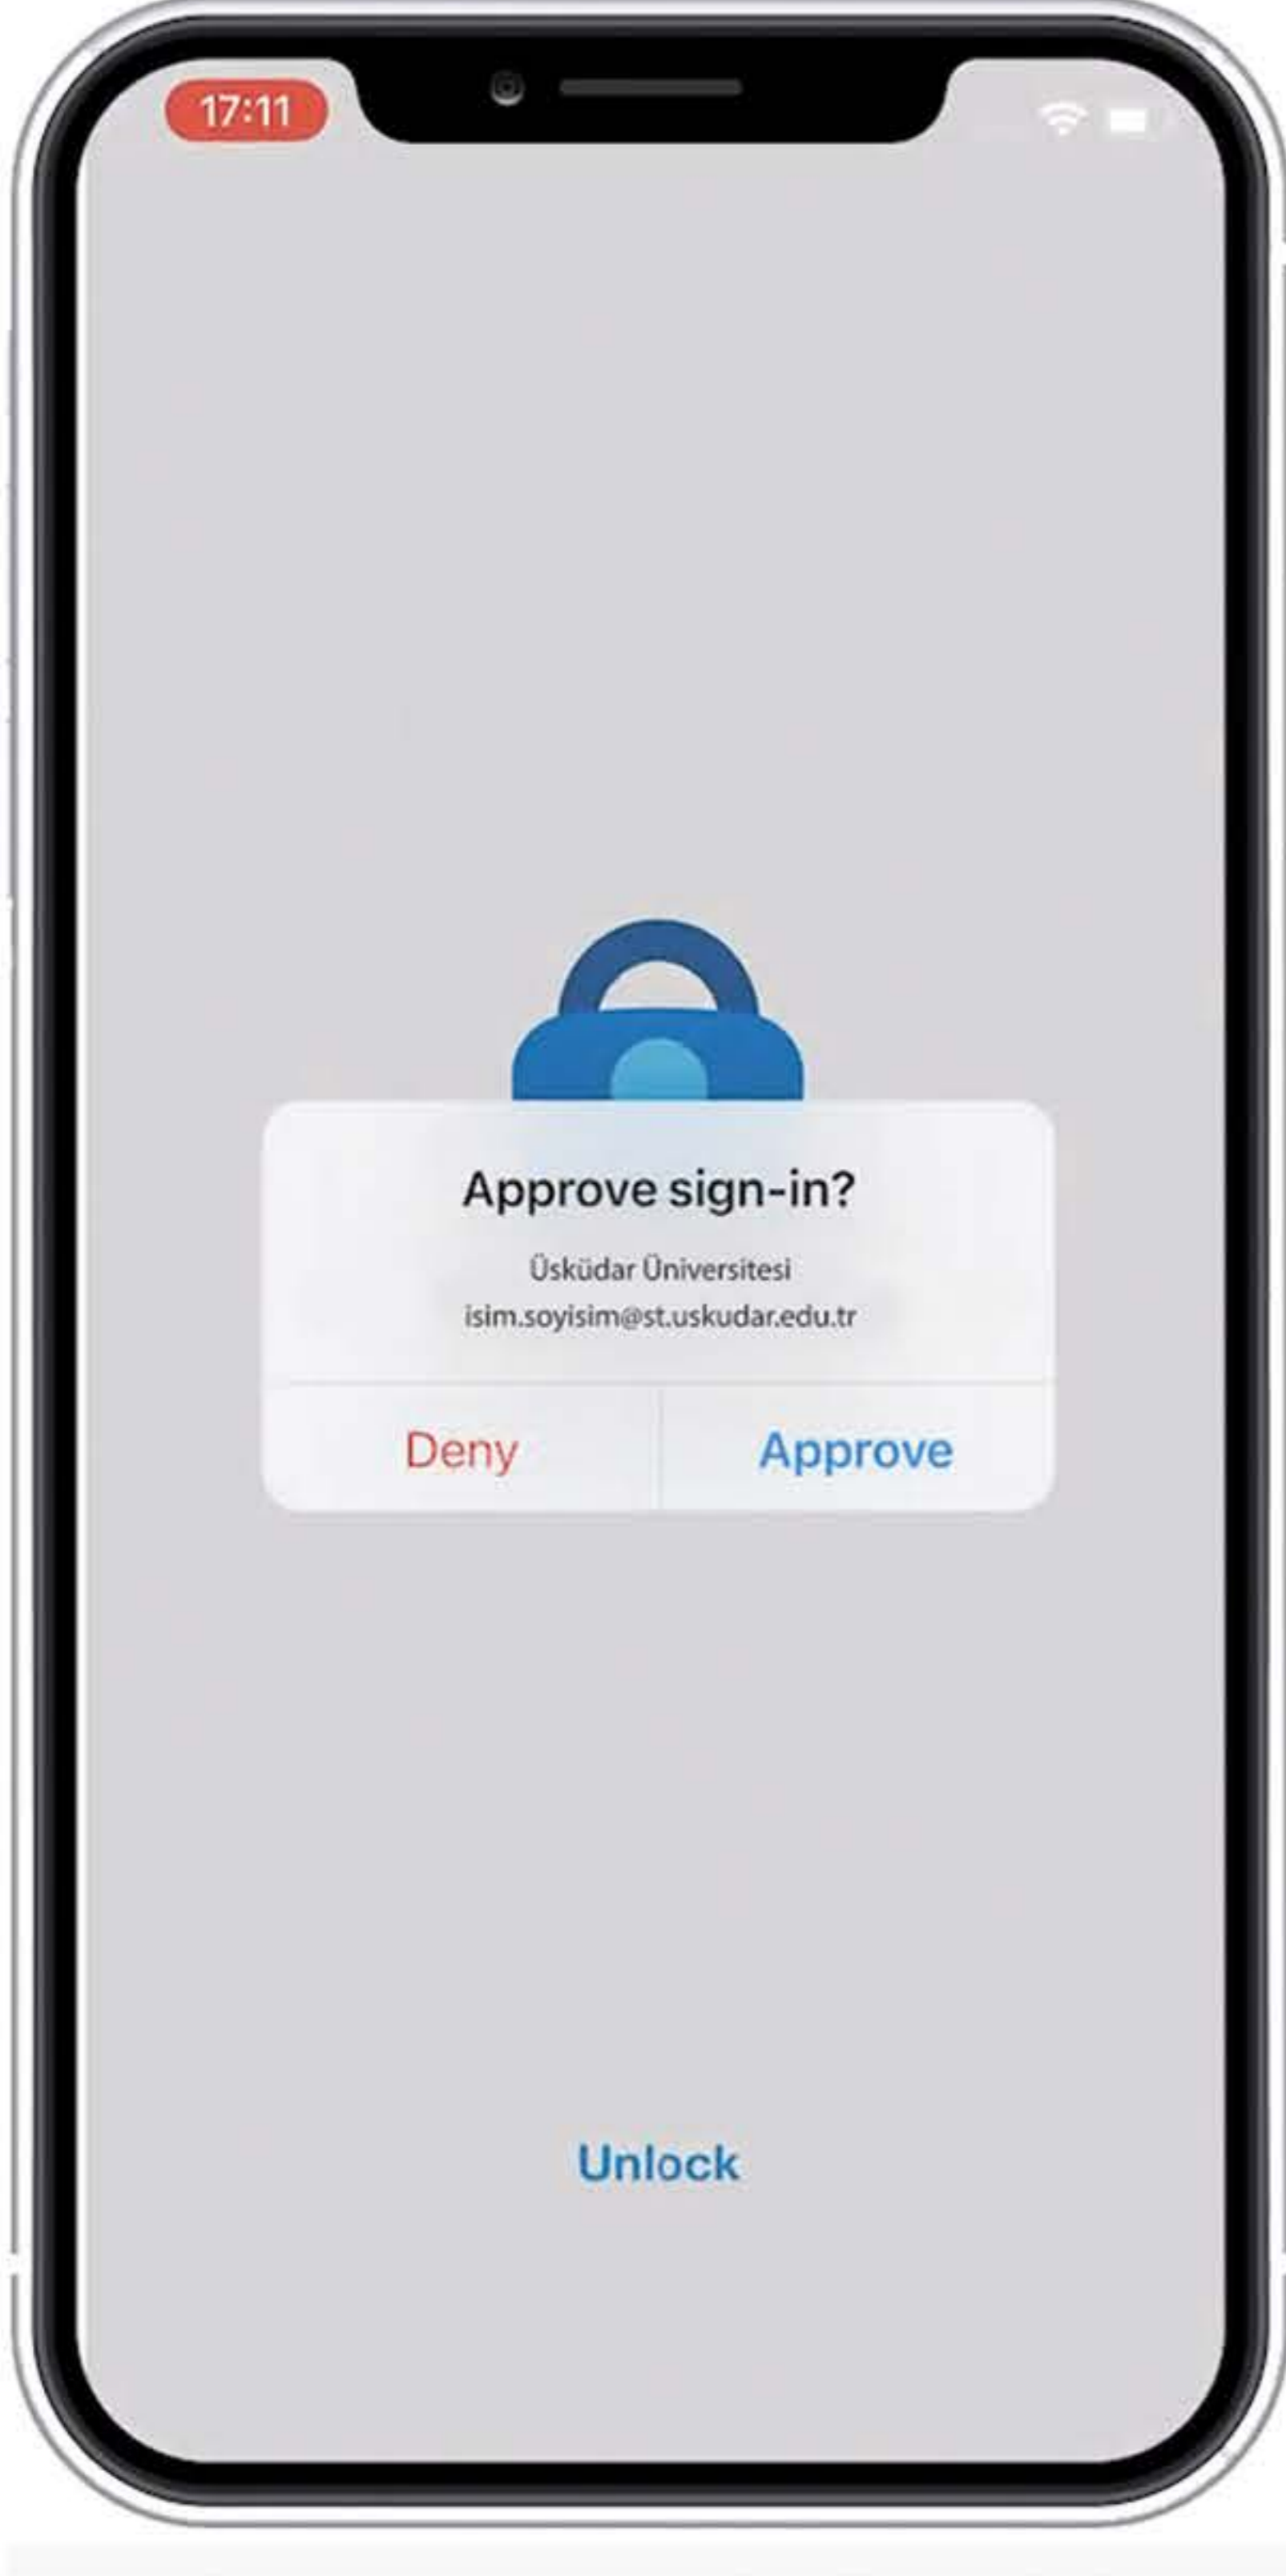 17:11
Approve sign-in?
Üsküdar Üniversitesi
isim.soyisim@st.uskudar.edu.tr
Deny
Approve
Unlock